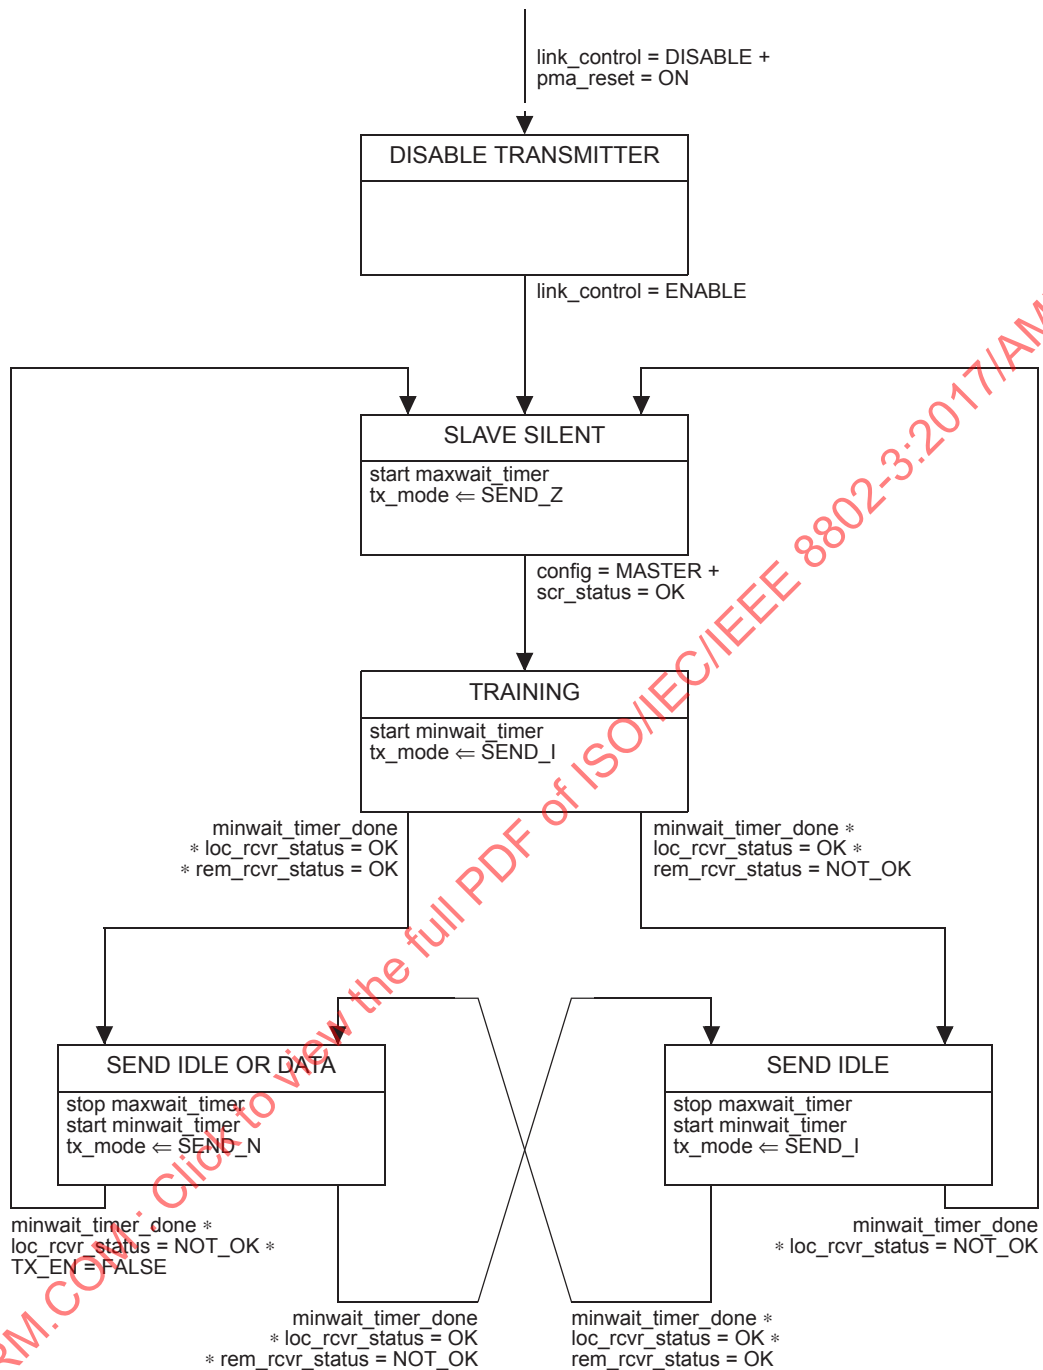 link_control = DISABLE +
pma_reset = ON
DISABLE TRANSMITTER
link_control = ENABLE
SLAVE SILENT
start maxwait_timer
tx_mode ⇐ SEND_Z
config = MASTER +
scr_status = OK
TRAINING
start minwait_timer
tx_mode ⇐ SEND_I
minwait_timer_done
* loc_rcvr_status = OK
* rem_rcvr_status = OK
minwait_timer_done *
loc_rcvr_status = OK *
rem_rcvr_status = NOT_OK
SEND IDLE OR DATA
stop maxwait_timer
start minwait_timer
tx_mode ⇐ SEND_N
SEND IDLE
stop maxwait_timer
start minwait_timer
tx_mode ⇐ SEND_I
minwait_timer_done *
loc_rcvr_status = NOT_OK *
TX_EN = FALSE
minwait_timer_done
* loc_rcvr_status = NOT_OK
minwait_timer_done
* loc_rcvr_status = OK
* rem_rcvr_status = NOT_OK
minwait_timer_done *
loc_rcvr_status = OK *
rem_rcvr_status = OK
RM.COM : Click to view the full PDF of ISO/IEC/IEEE 8802-3:2017/AM